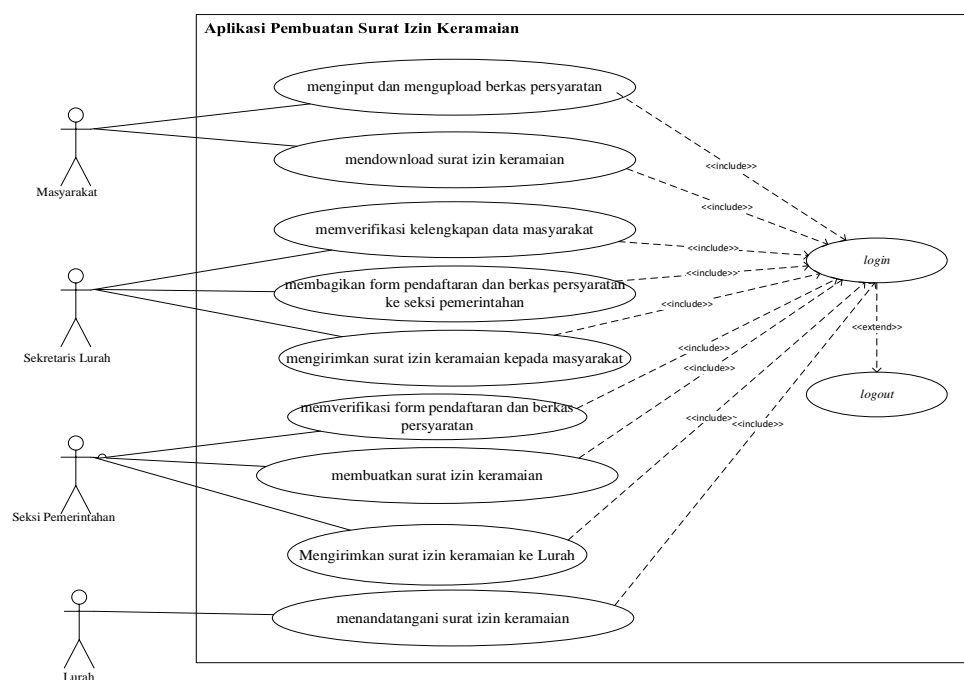 Aplikasi Pembuatan Surat Izin Keramaian
menginput dan mengupload berkas persyaratan
<<include>>
mendownload surat izin keramaian
<<include>>
Masyarakat
memverifikasi kelengkapan data masyarakat
<<include>>
login
membagikan form pendaftaran dan berkas persyaratan
ke seksi pemerintahan
<<include>>
<<include>>
Sekretaris Lurah
mengirimkan surat izin keramaian kepada masyarakat
<<extend>>
<<include>>
<<include>>
logout
memverifikasi form pendaftaran dan berkas
persyaratan
<<include>>
<<include>>
membuatkan surat izin keramaian
Seksi Pemerintahan
Mengirimkan surat izin keramaian ke Lurah
menandatangani surat izin keramaian
Lurah